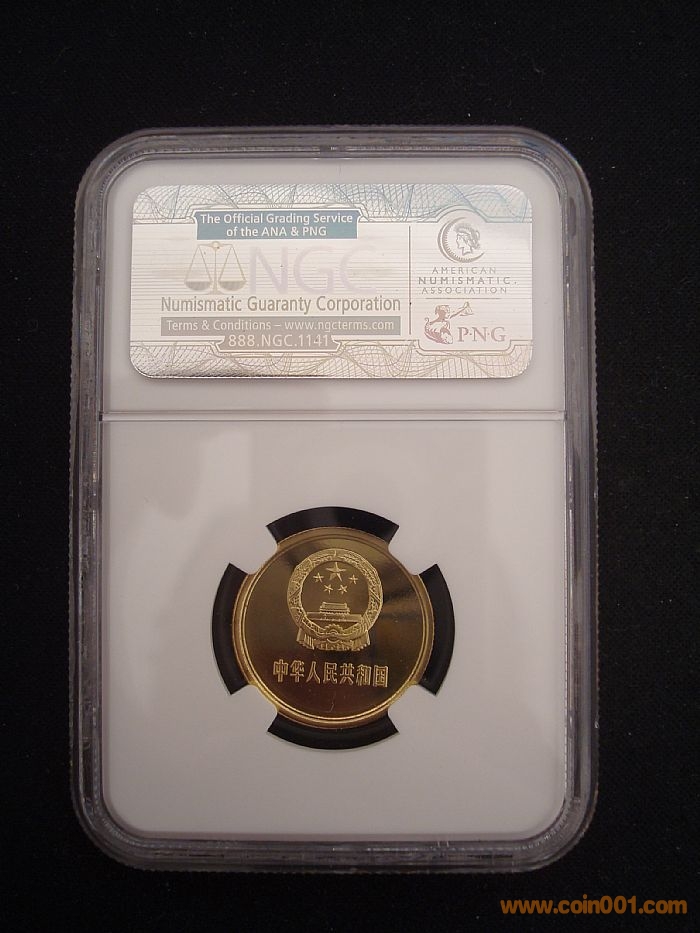 The Official Grading Service
of the ANA & PNG
NGC
Numismatic Guaranty Corporation
Terms & Conditions – www.ngcterms.com
888.NGC.1141
AMERICAN
NUMISMATIC
ASSOCIATION
P·N·G
中华人民共和国
www.coin001.com